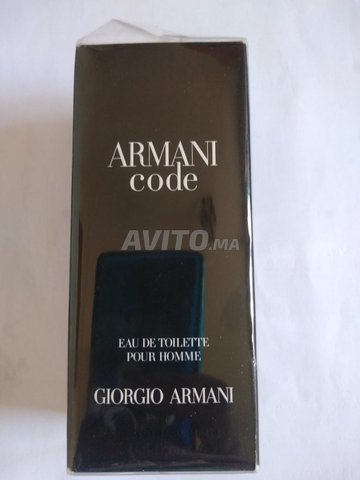 ARMANI
code
AVITO.MA
EAU DE TOILETTE
POUR HOMME
GIORGIO ARMANI